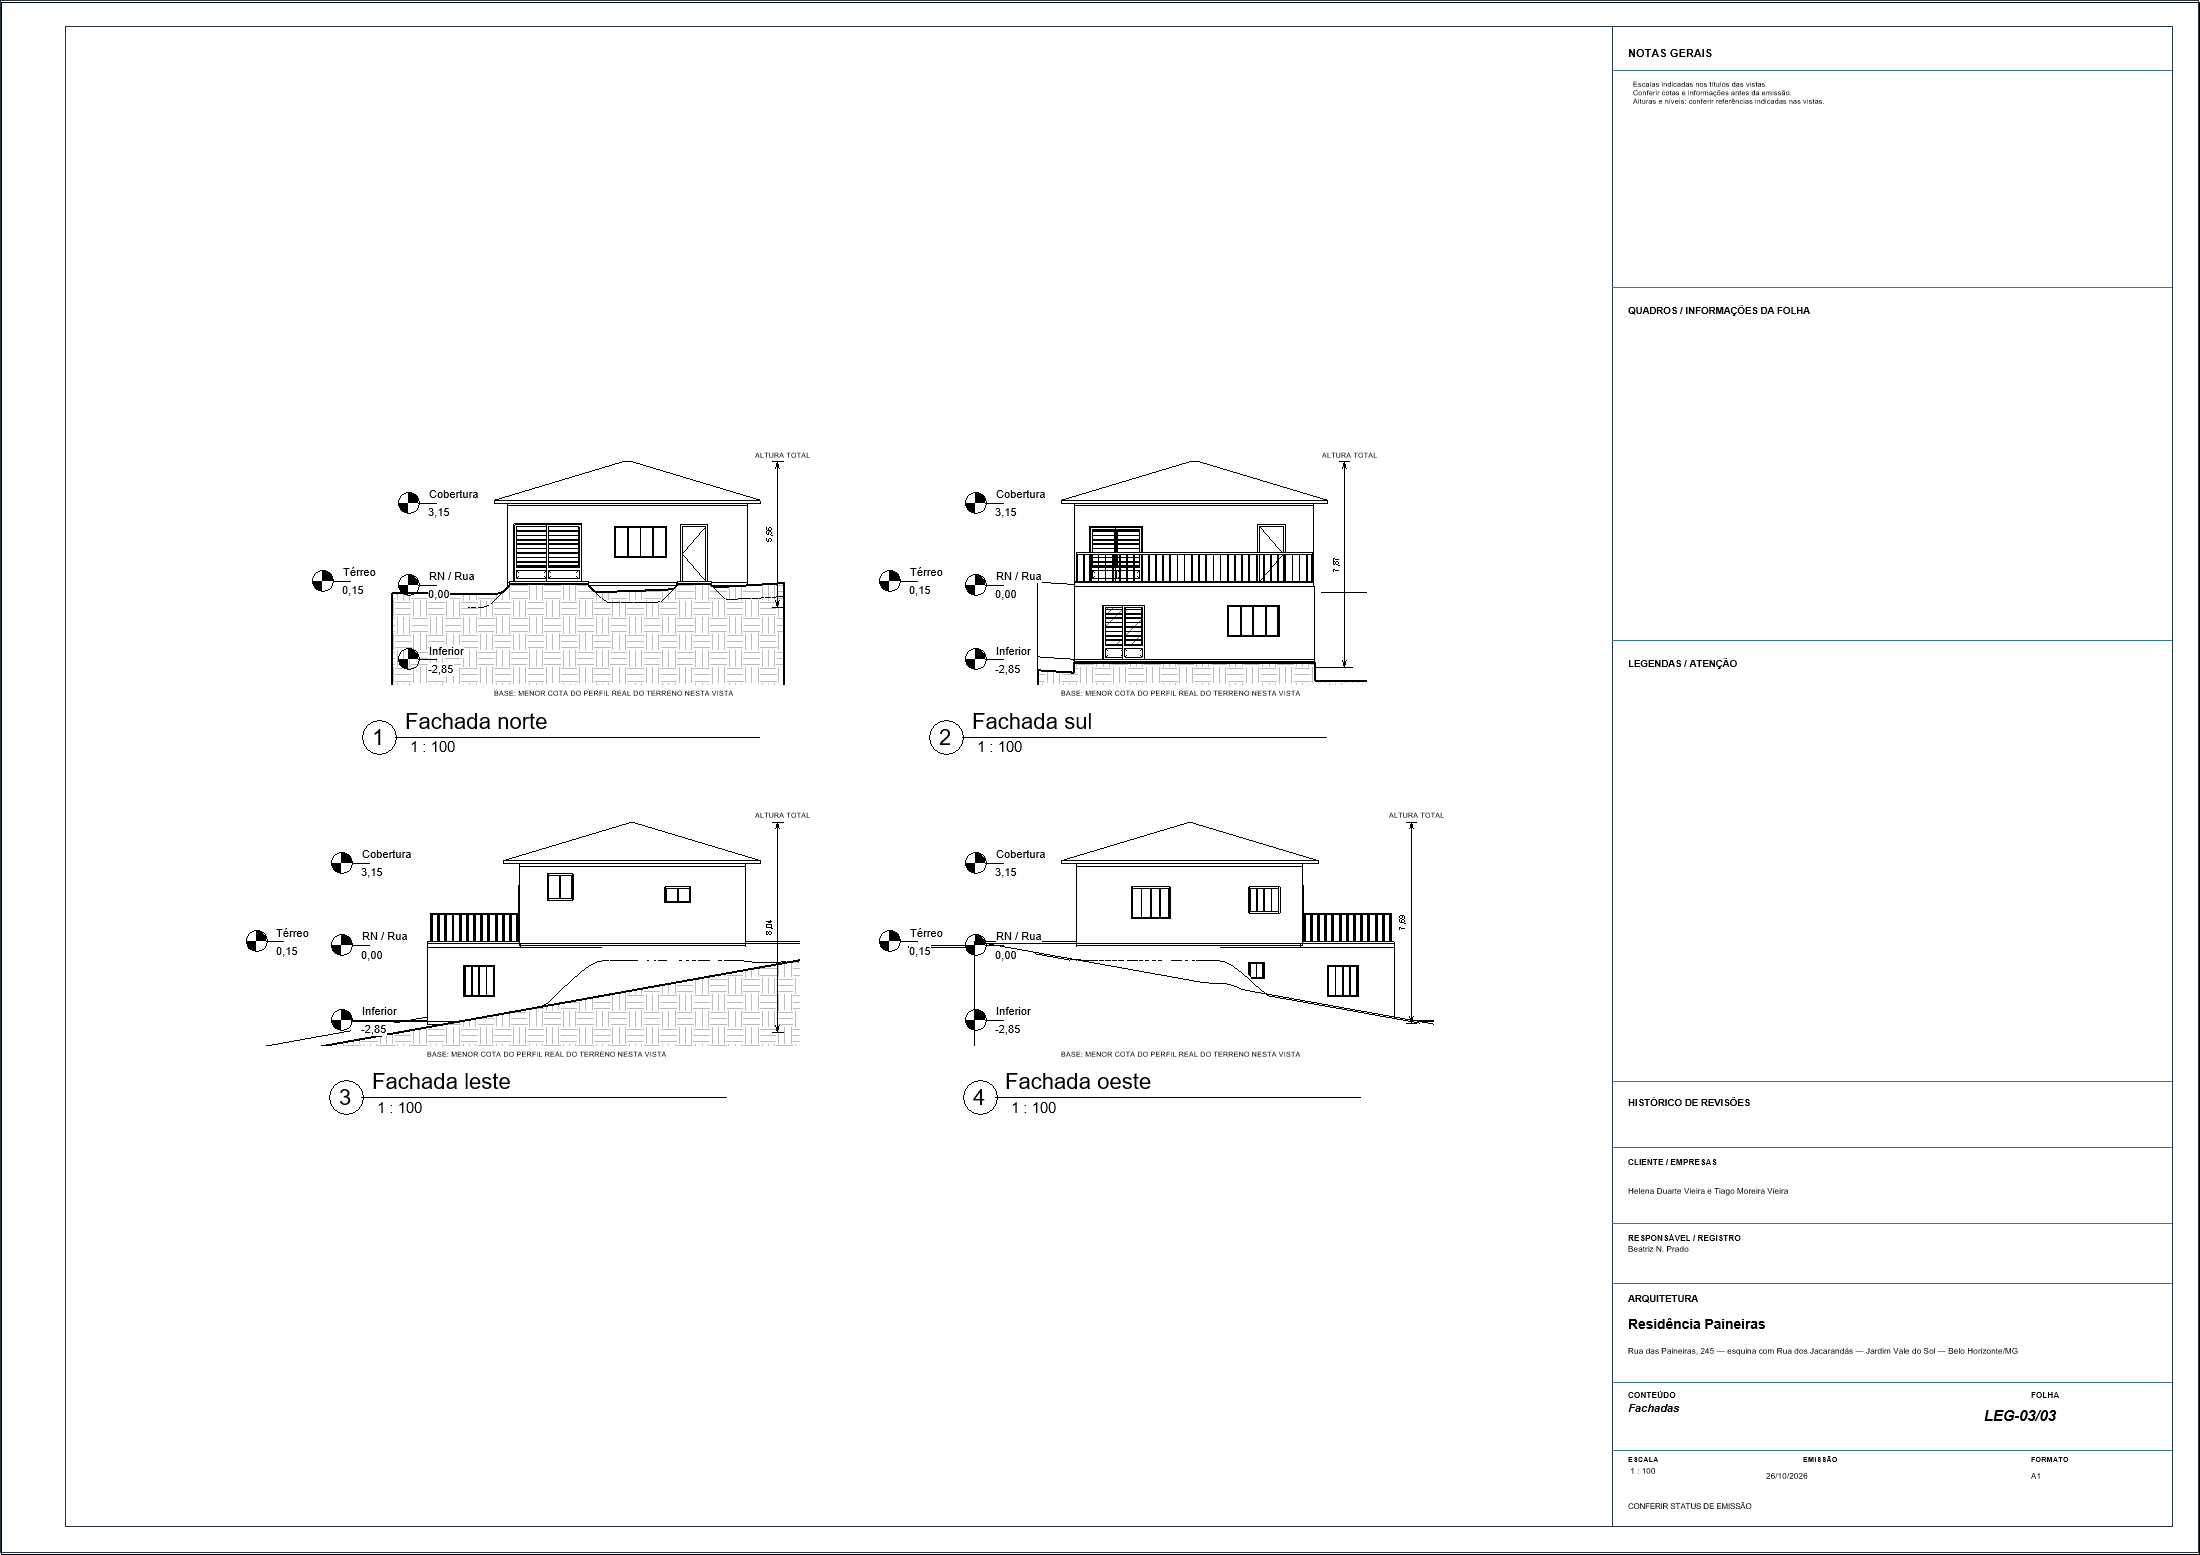 ALTURA TOTAL
Cobertura
3,15
5,56
Térreo
0,15
RN / Rua
0,00
Inferior
-2,85
BASE: MENOR COTA DO PERFIL REAL DO TERRENO NESTA VISTA
1
Fachada norte
1 : 100
ALTURA TOTAL
Cobertura
3,15
7,87
Térreo
0,15
RN / Rua
0,00
Inferior
-2,85
BASE: MENOR COTA DO PERFIL REAL DO TERRENO NESTA VISTA
2
Fachada sul
1 : 100
ALTURA TOTAL
Cobertura
3,15
8,04
Térreo
0,15
RN / Rua
0,00
Inferior
-2,85
BASE: MENOR COTA DO PERFIL REAL DO TERRENO NESTA VISTA
3
Fachada leste
1 : 100
ALTURA TOTAL
Cobertura
3,15
7,69
Térreo
0,15
RN / Rua
0,00
Inferior
-2,85
BASE: MENOR COTA DO PERFIL REAL DO TERRENO NESTA VISTA
4
Fachada oeste
1 : 100
NOTAS GERAIS
Escalas indicadas nos títulos das vistas.
Conferir cotas e informações antes da emissão.
Alturas e níveis: conferir referências indicadas nas vistas.
QUADROS / INFORMAÇÕES DA FOLHA
LEGENDAS / ATENÇÃO
HISTÓRICO DE REVISÕES
CLIENTE / EMPRESAS
Helena Duarte Vieira e Tiago Moreira Vieira
RESPONSÁVEL / REGISTRO
Beatriz N. Prado
ARQUITETURA
Residência Paineiras
Rua das Paineiras, 245 — esquina com Rua dos Jacarandás — Jardim Vale do Sol — Belo Horizonte/MG
CONTEÚDO
Fachadas
FOLHA
LEG-03/03
ESCALA
1 : 100
EMISSÃO
26/10/2026
FORMATO
A1
CONFERIR STATUS DE EMISSÃO